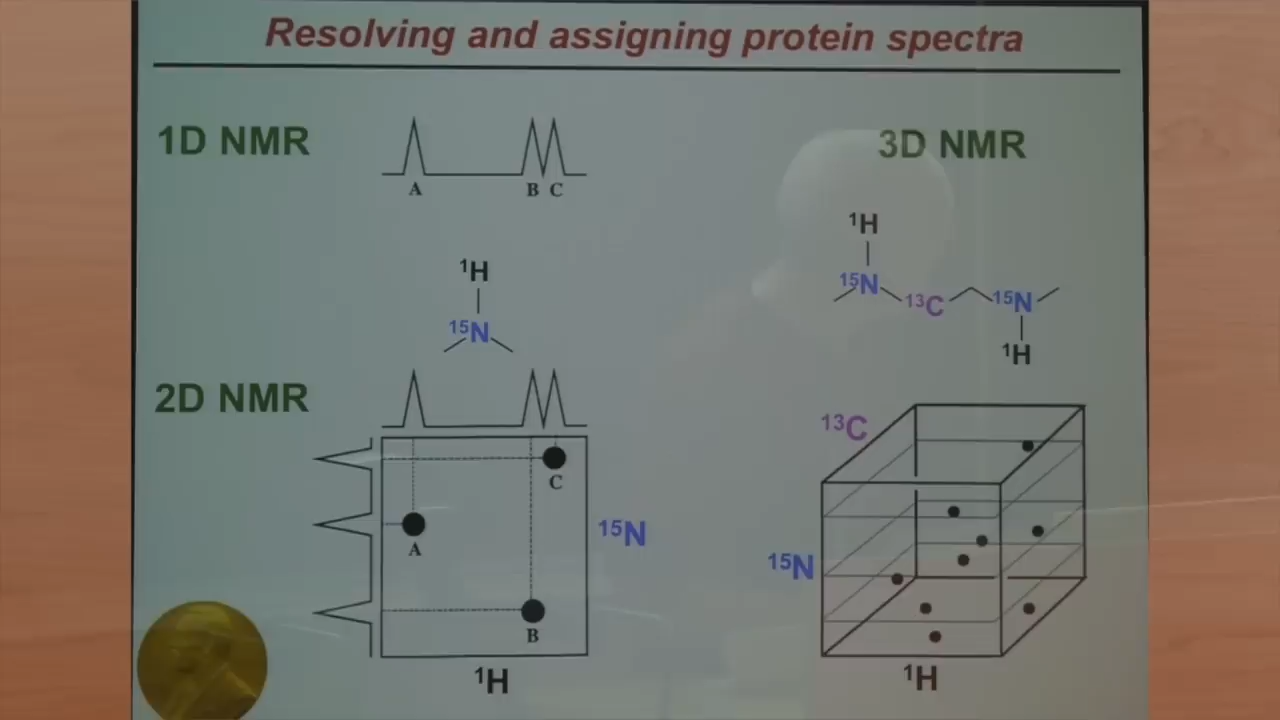 Resolving and assigning protein spectra
1D NMR
A
B C
3D NMR
¹H
¹⁵N
¹³C
¹⁵N
¹H
¹H
¹⁵N
2D NMR
C
A
B
¹⁵N
¹H
¹³C
¹⁵N
¹H